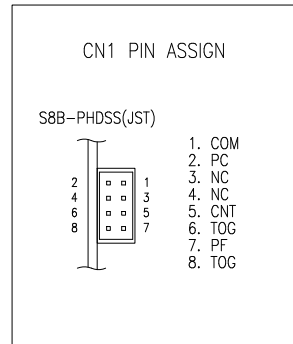 CN1 PIN ASSIGN
S8B-PHDSS(JST)
2 1
4 3
6 5
8 7
1. COM
2. PC
3. NC
4. NC
5. CNT
6. TOG
7. PF
8. TOG